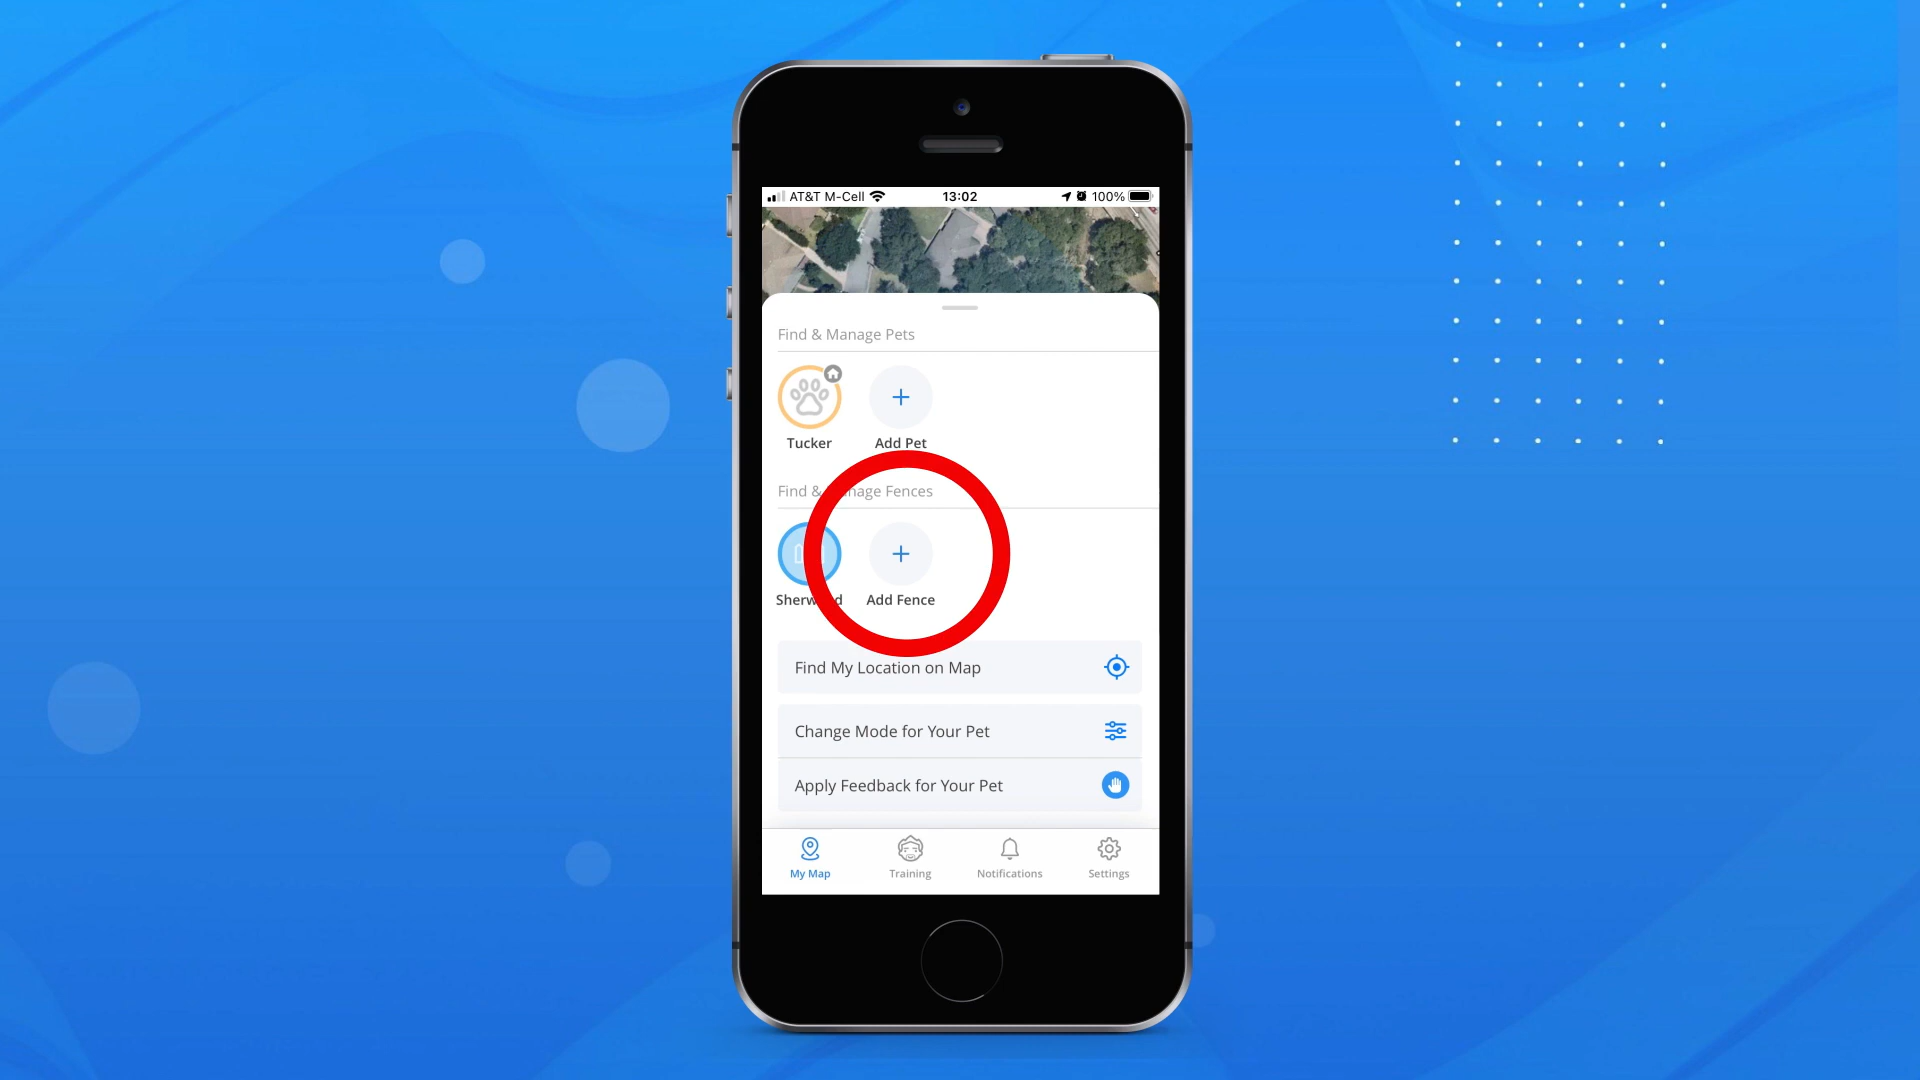 AT&T M-Cell 13:02 100%
Find & Manage Pets
Tucker Add Pet
Find & nage Fences
Sherw d Add Fence
Find My Location on Map
Change Mode for Your Pet
Apply Feedback for Your Pet
My Map Training Notifications Settings